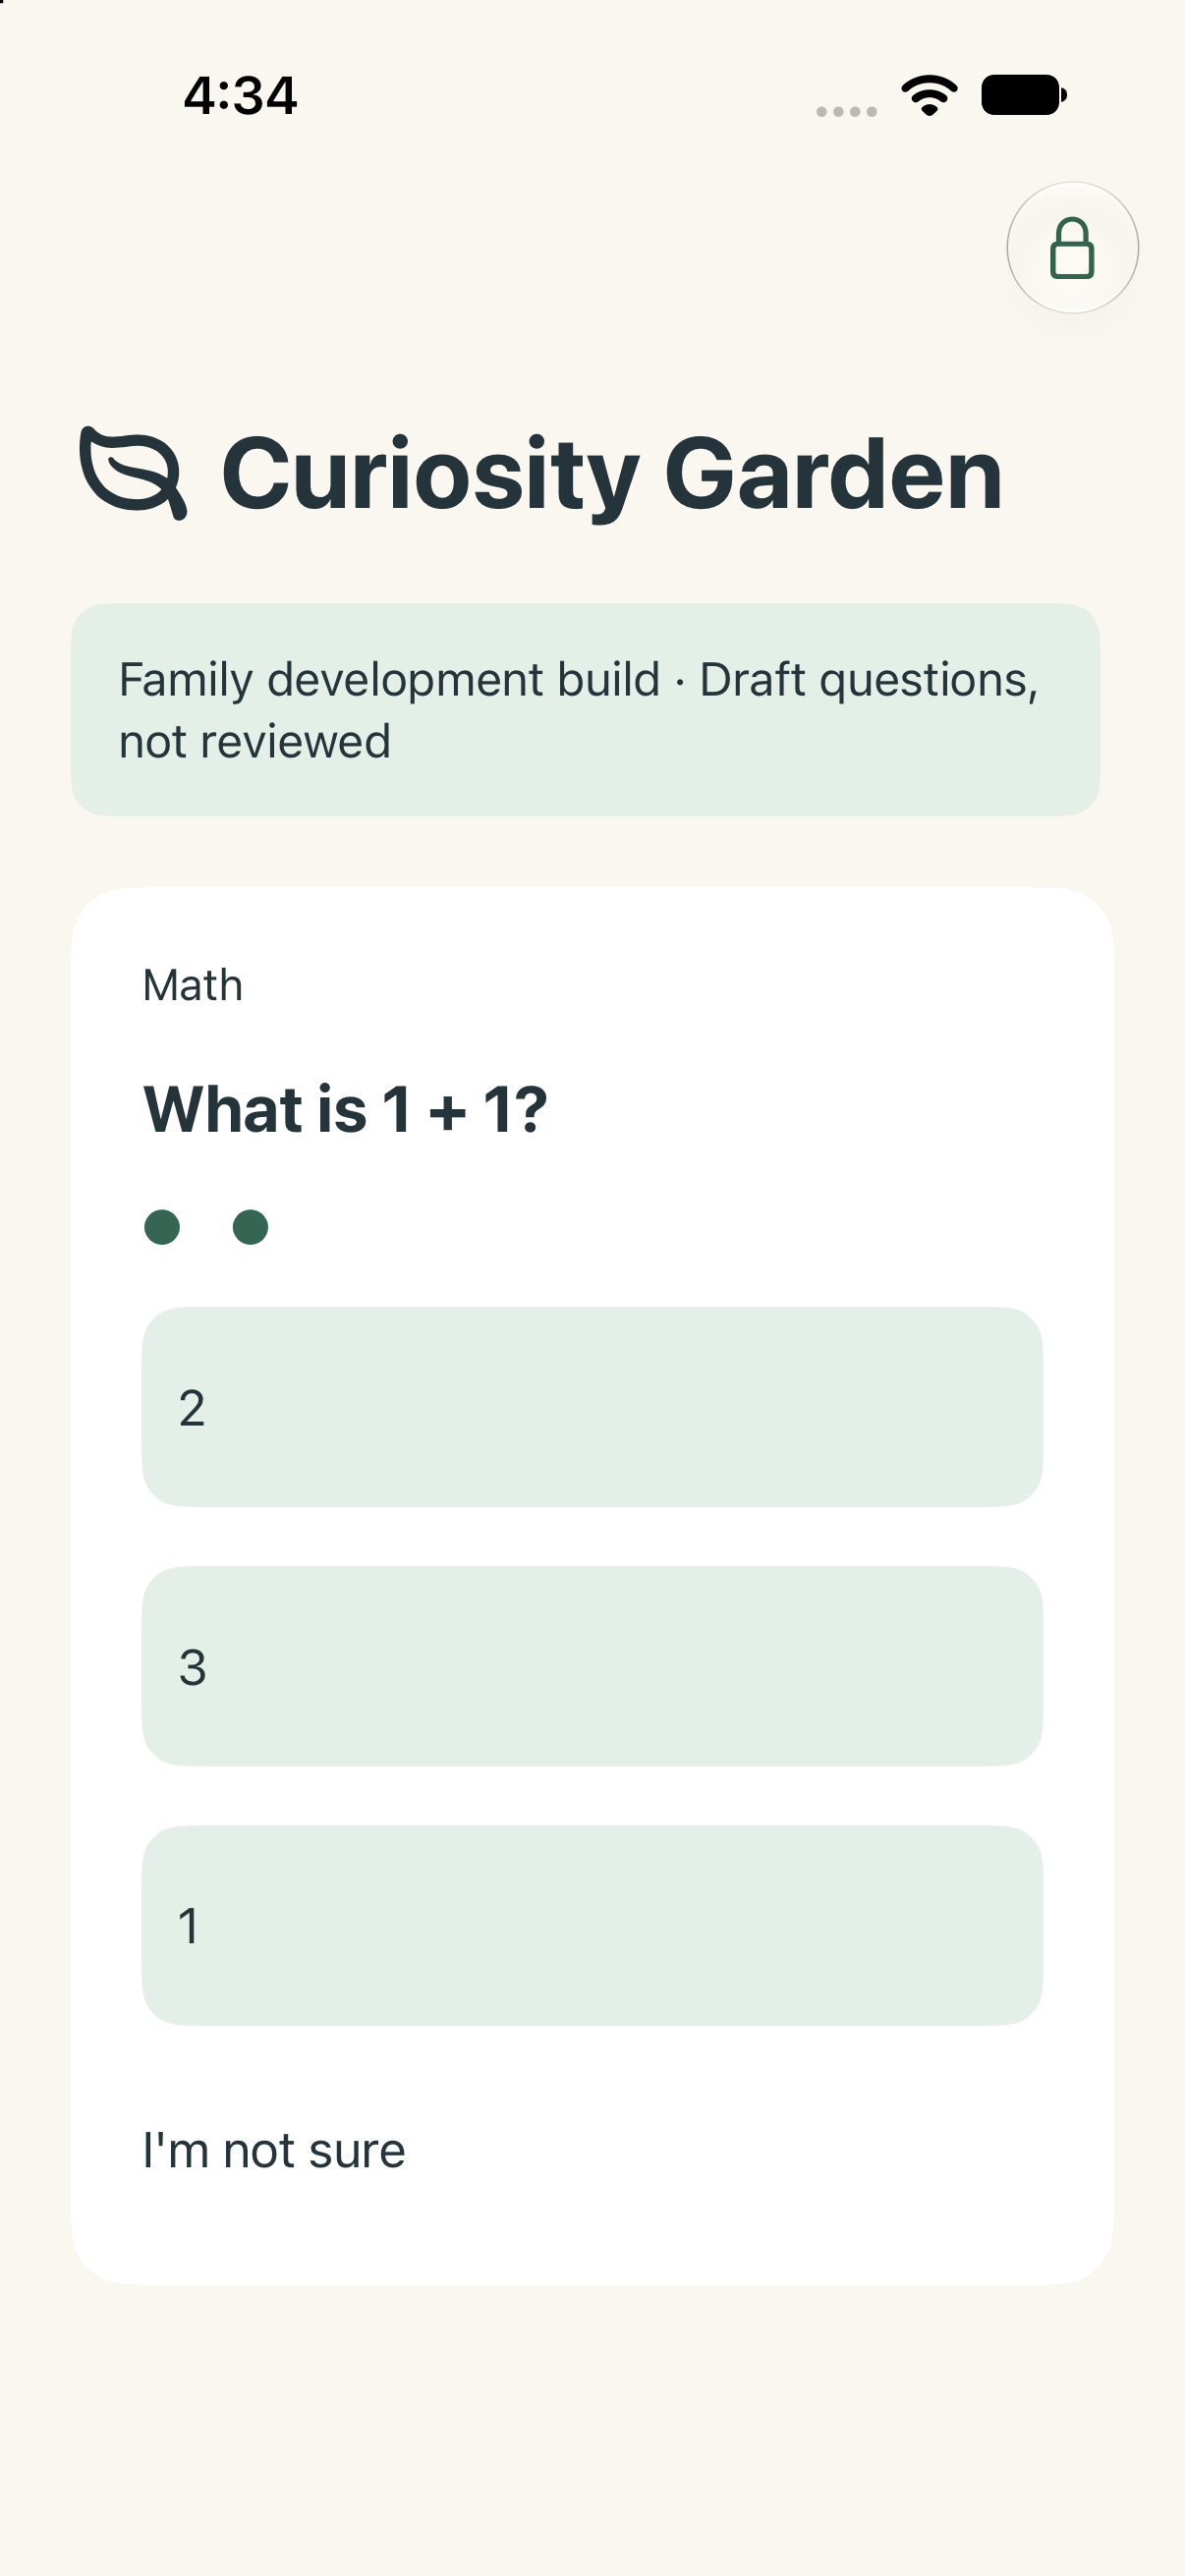 4:34
Curiosity Garden
Family development build · Draft questions,
not reviewed
Math
What is 1 + 1?
2
3
1
I'm not sure